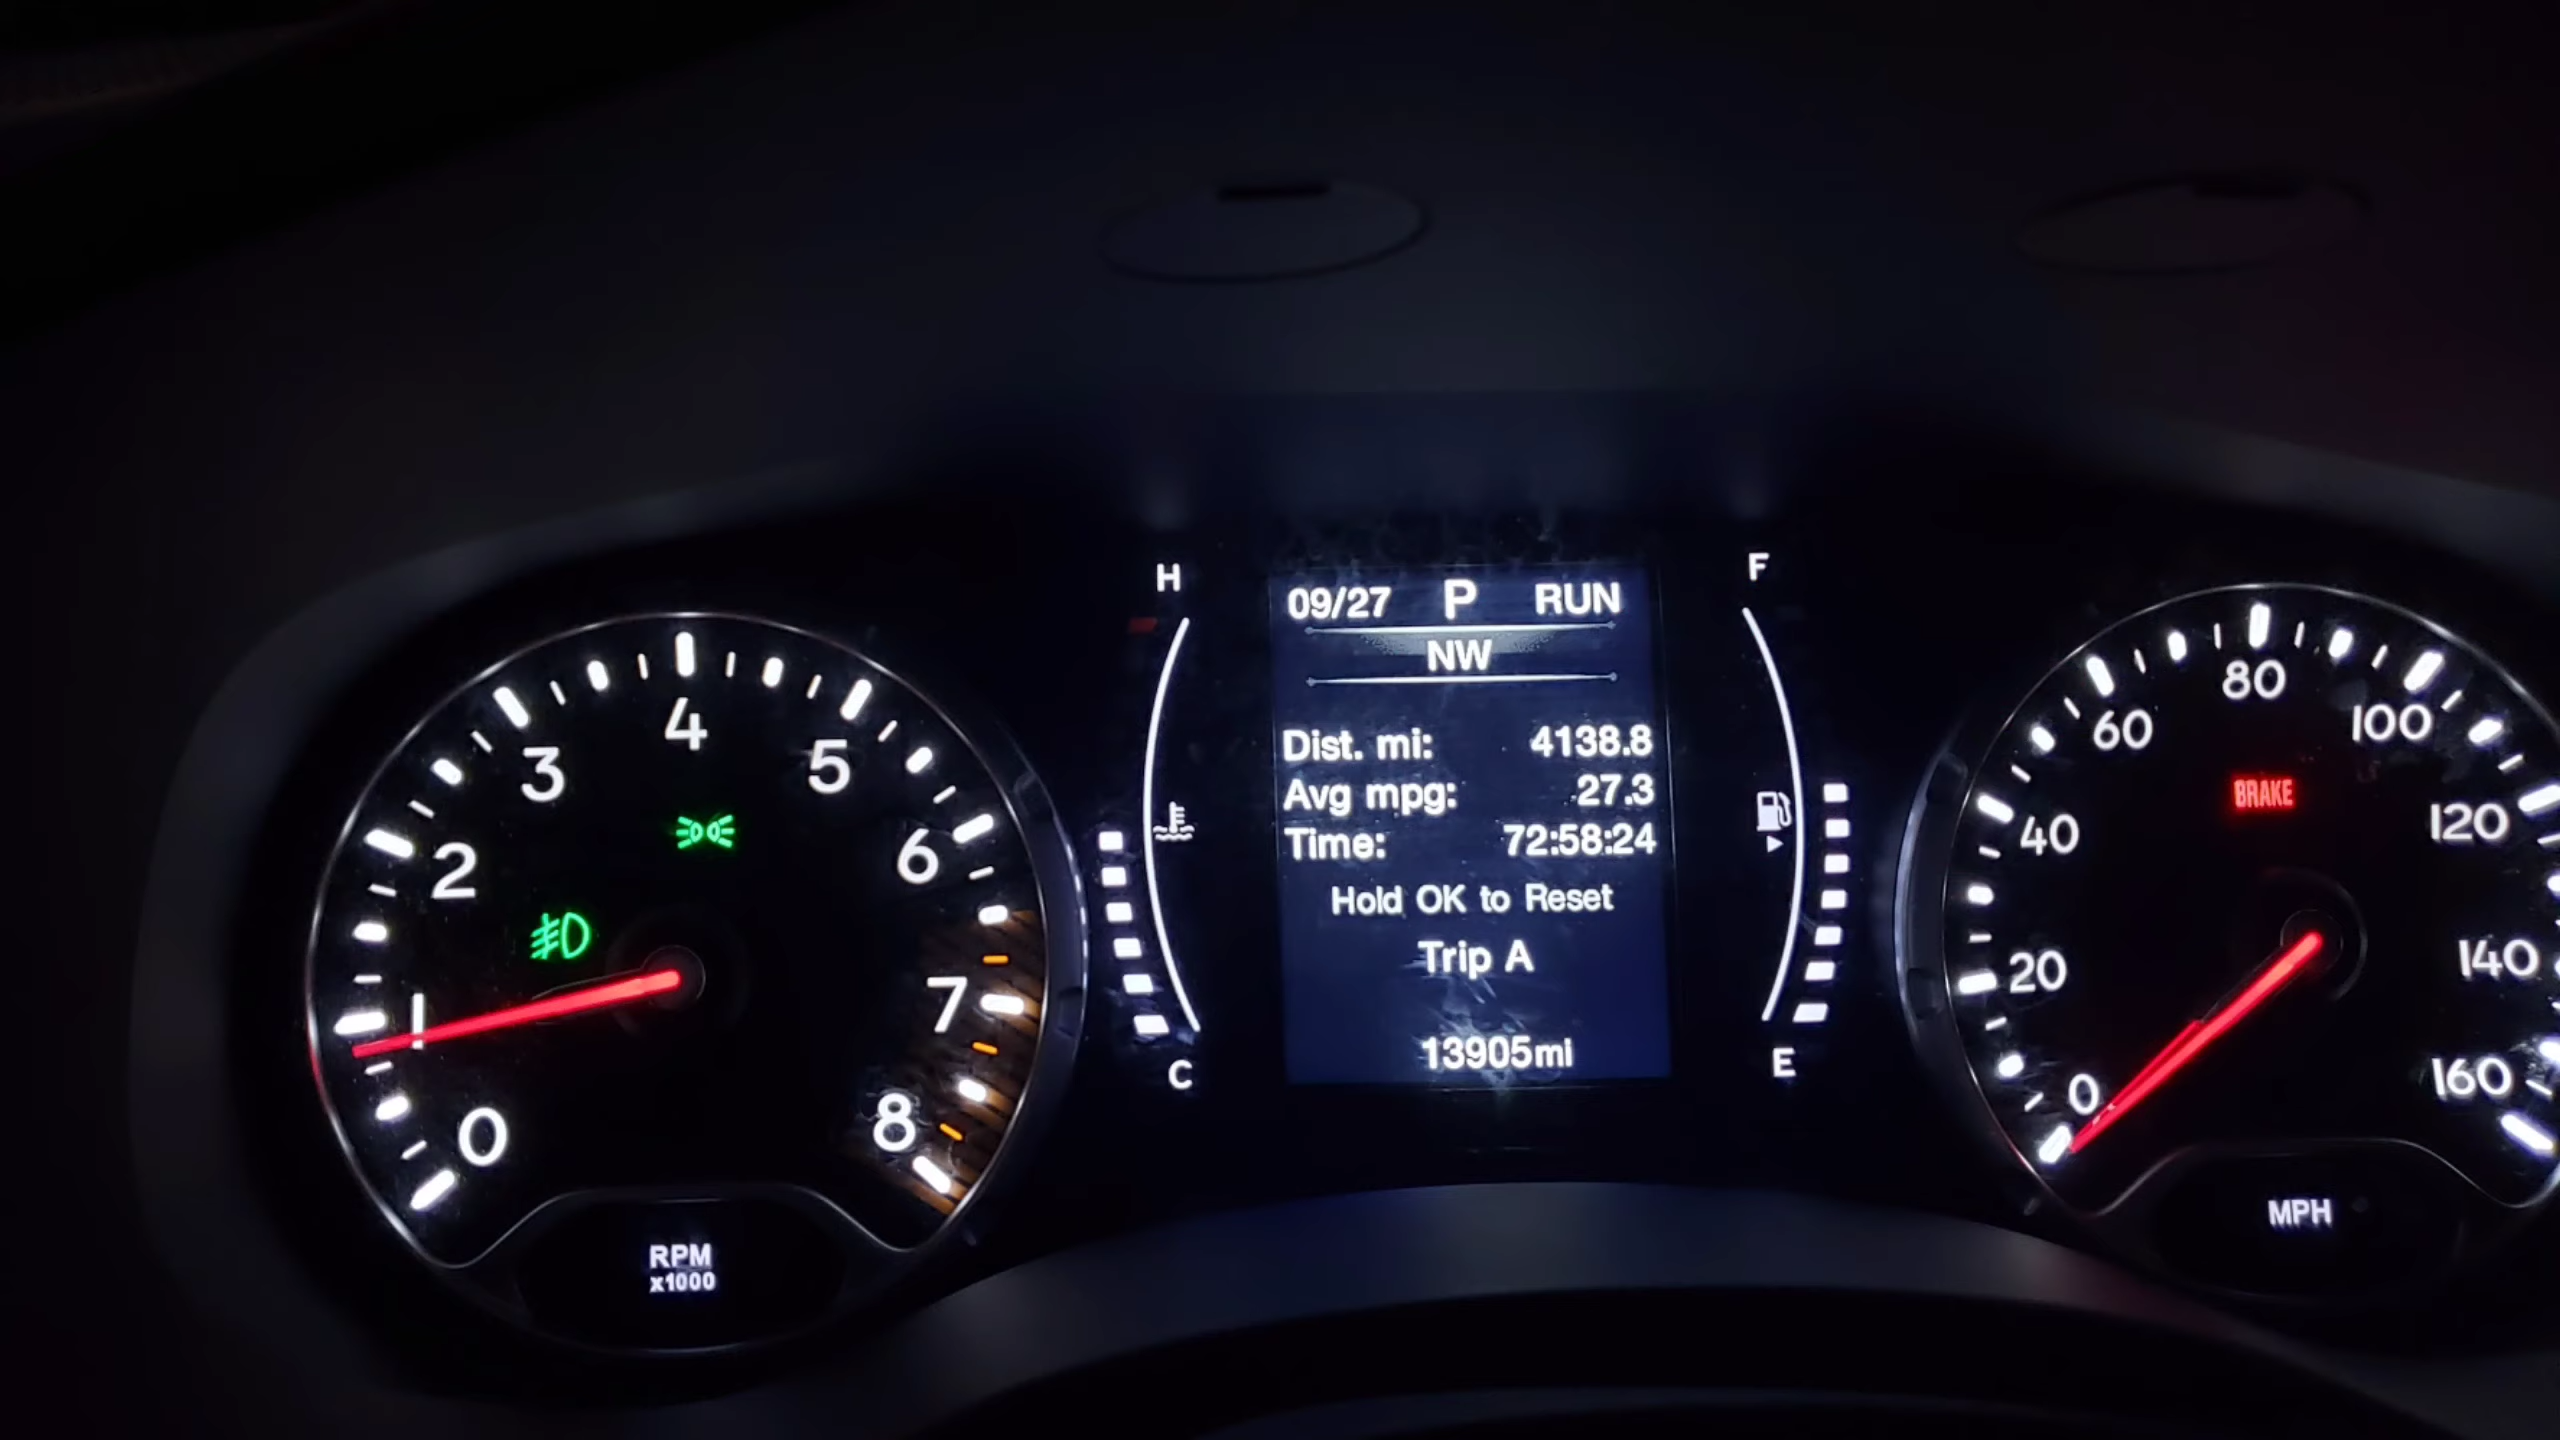 09/27 P RUN
NW
Dist. mi: 4138.8
Avg mpg: 27.3
Time: 72:58:24
Hold OK to Reset
Trip A
13905mi
H
C
F
E
0
1
2
3
4
5
6
7
8
RPM
x1000
0
20
40
60
80
100
120
140
160
BRAKE
MPH